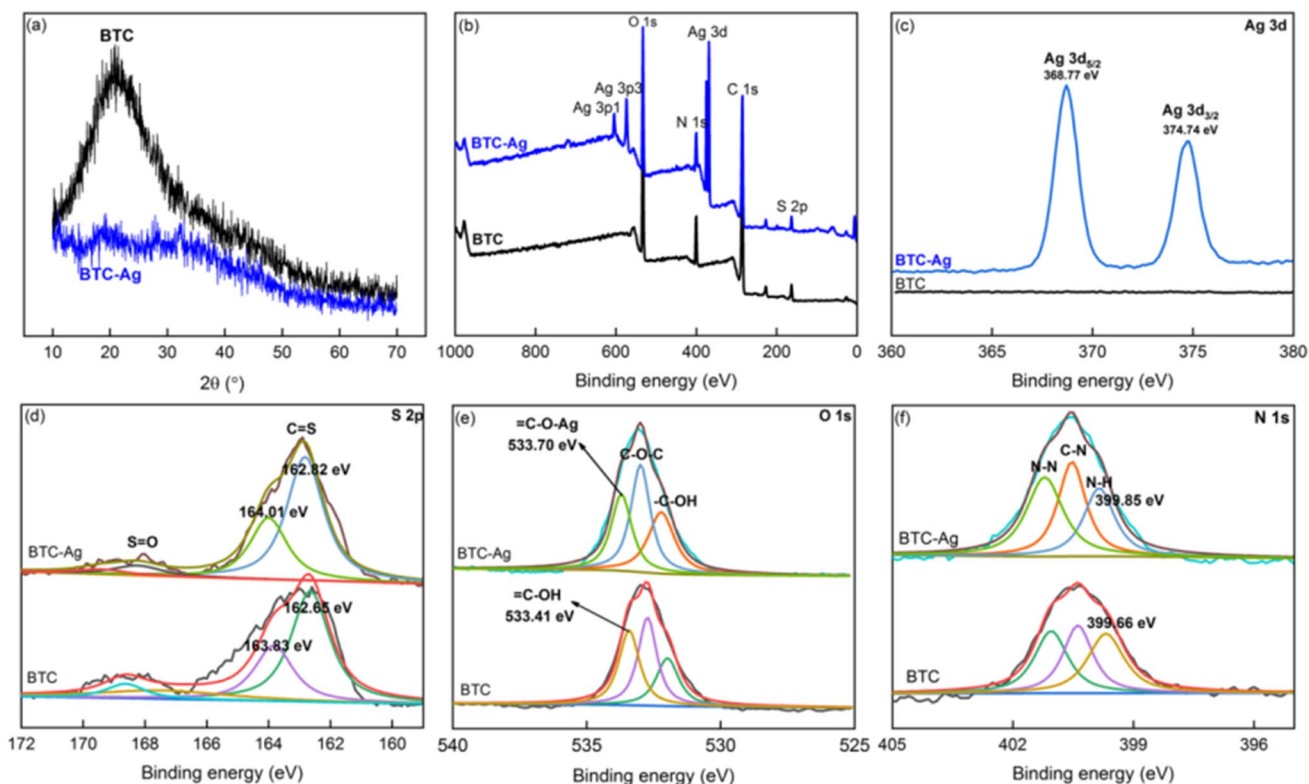 (a)
BTC
BTC-Ag
10 20 30 40 50 60 70
2θ (°)
(b)
O 1s
Ag 3d
Ag 3p3
Ag 3p1
C 1s
N 1s
BTC-Ag
S 2p
BTC
1000 800 600 400 200 0
Binding energy (eV)
(c)
Ag 3d
Ag 3d5/2
368.77 eV
Ag 3d3/2
374.74 eV
BTC-Ag
BTC
360 365 370 375 380
Binding energy (eV)
(d)
S 2p
C=S
162.82 eV
164.01 eV
S=O
BTC-Ag
162.65 eV
163.83 eV
BTC
172 170 168 166 164 162 160
Binding energy (eV)
(e)
O 1s
=C-O-Ag
533.70 eV
C-O-C
-C-OH
BTC-Ag
=C-OH
533.41 eV
BTC
540 535 530 525
Binding energy (eV)
(f)
N 1s
C-N
N-N
N-H
399.85 eV
BTC-Ag
399.66 eV
BTC
405 402 399 396
Binding energy (eV)